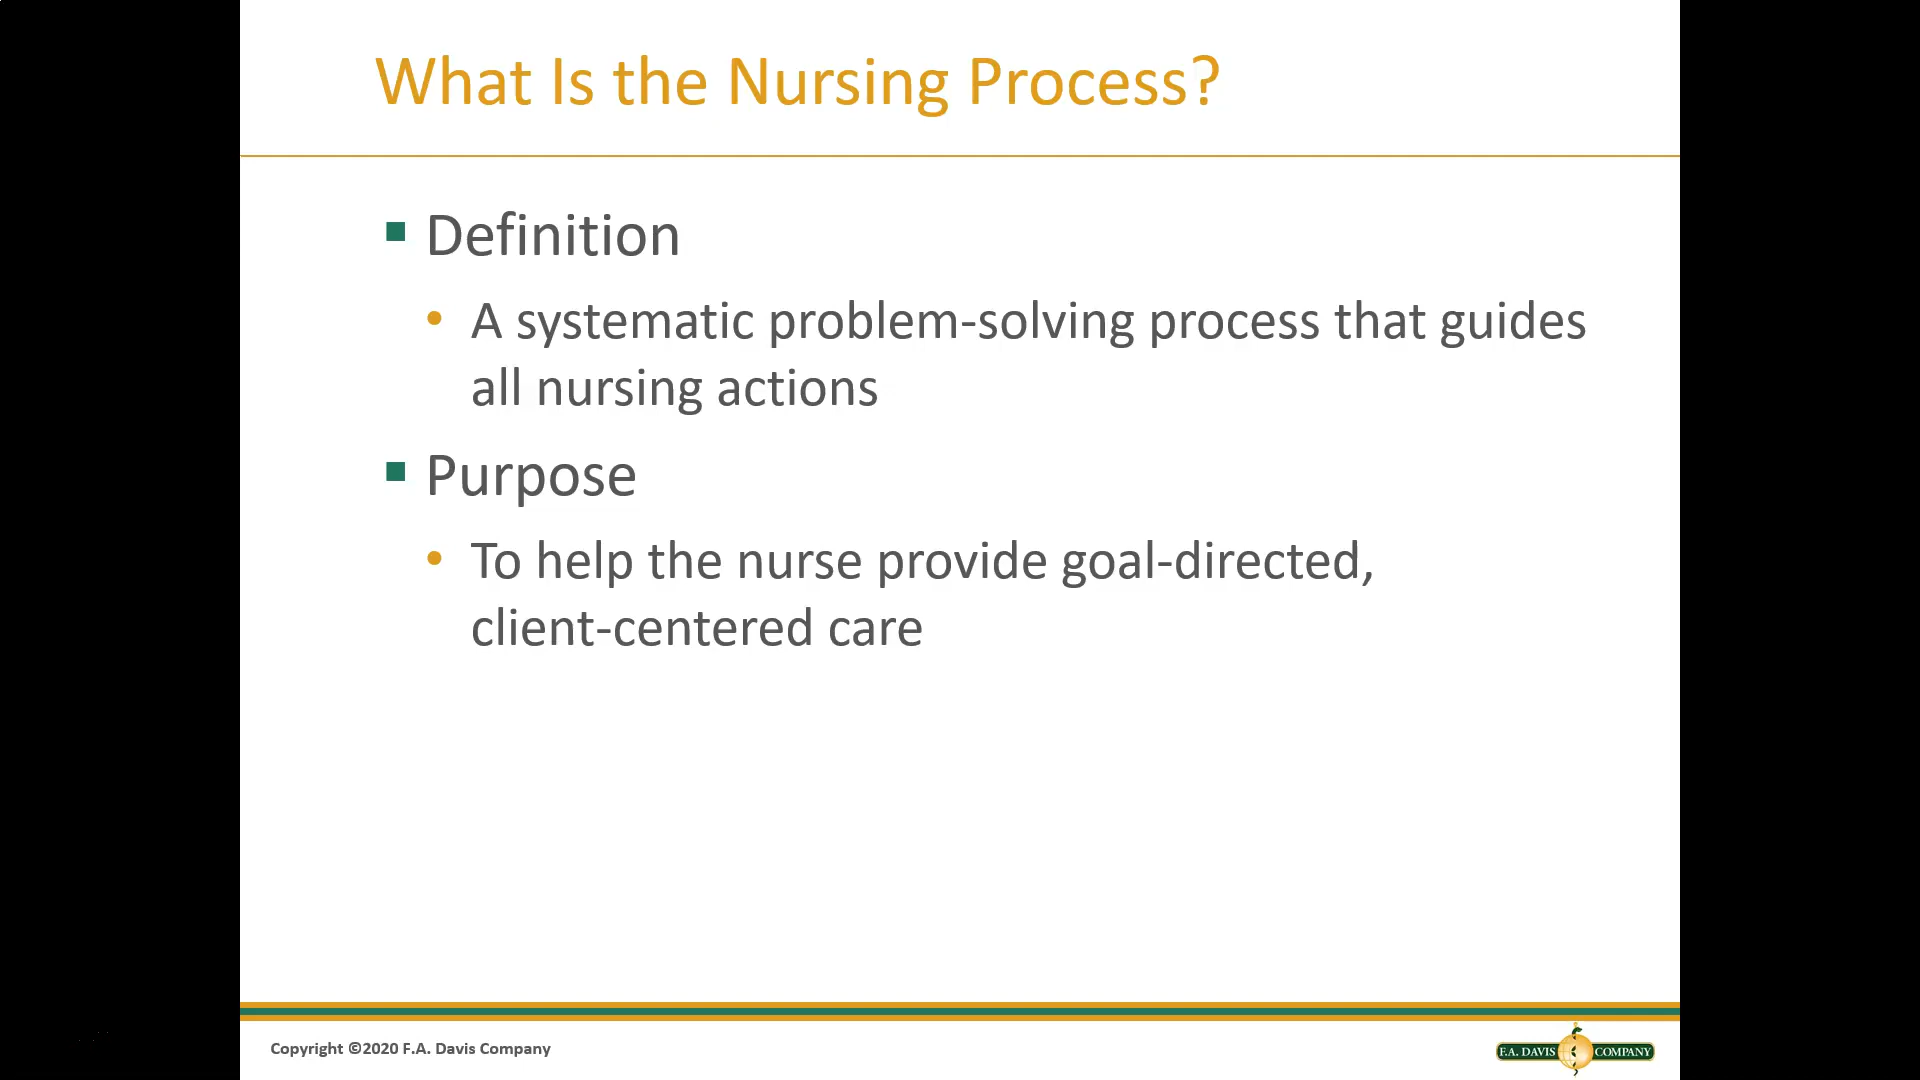 What Is the Nursing Process?
▪ Definition
• A systematic problem-solving process that guides
all nursing actions
▪ Purpose
• To help the nurse provide goal-directed,
client-centered care
Copyright ©2020 F.A. Davis Company
F.A. DAVIS COMPANY